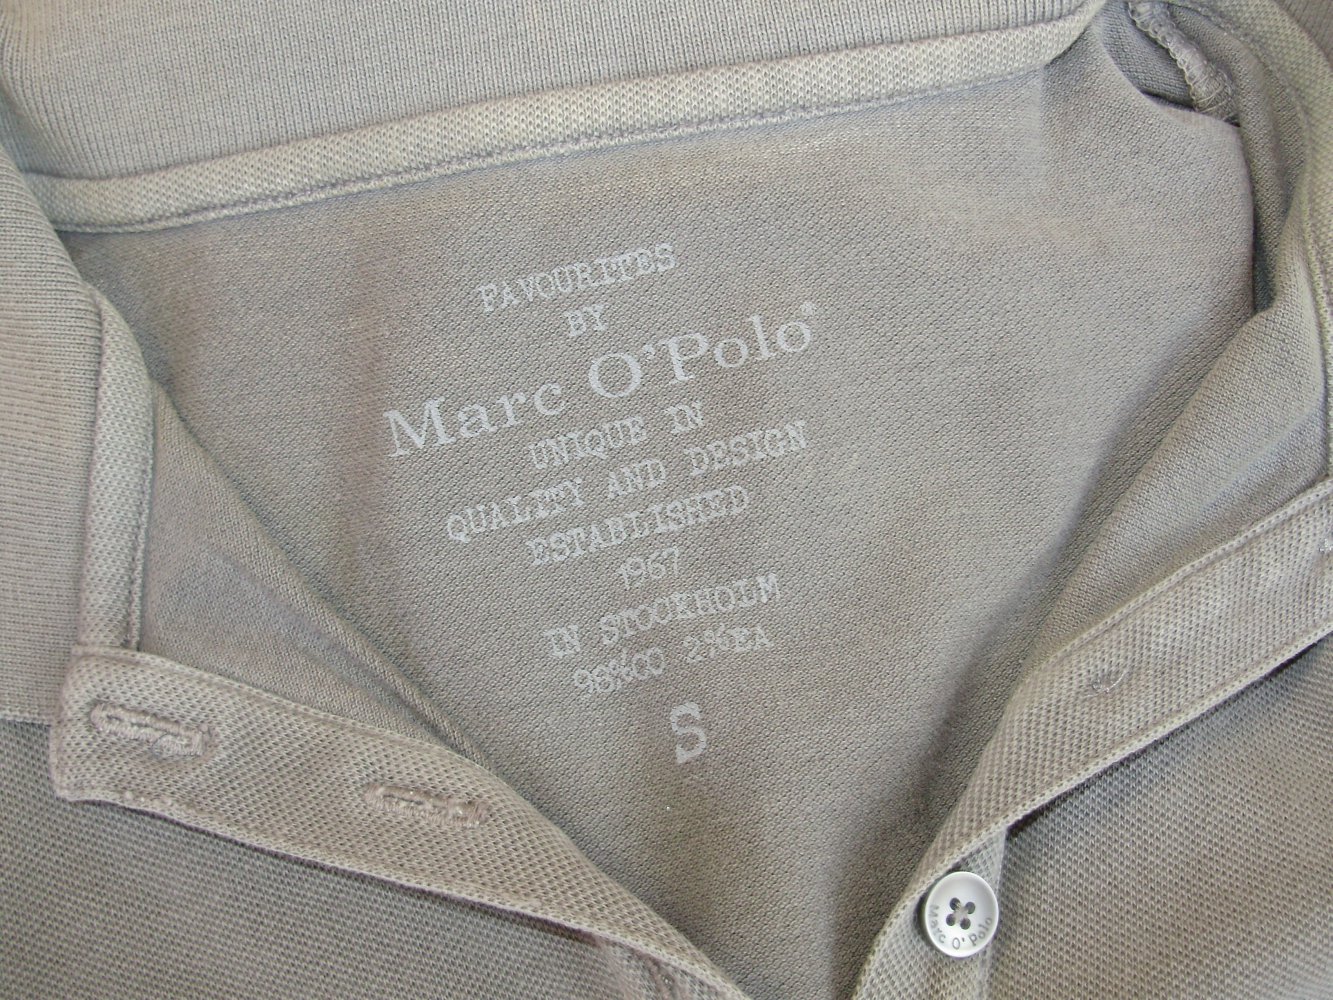 FAVOURITES
BY
Marc O'Polo®
UNIQUE IN
QUALITY AND DESIGN
ESTABLISHED
1967
IN STOCKHOLM
98%CO 2%EA
S
Marc O'Polo